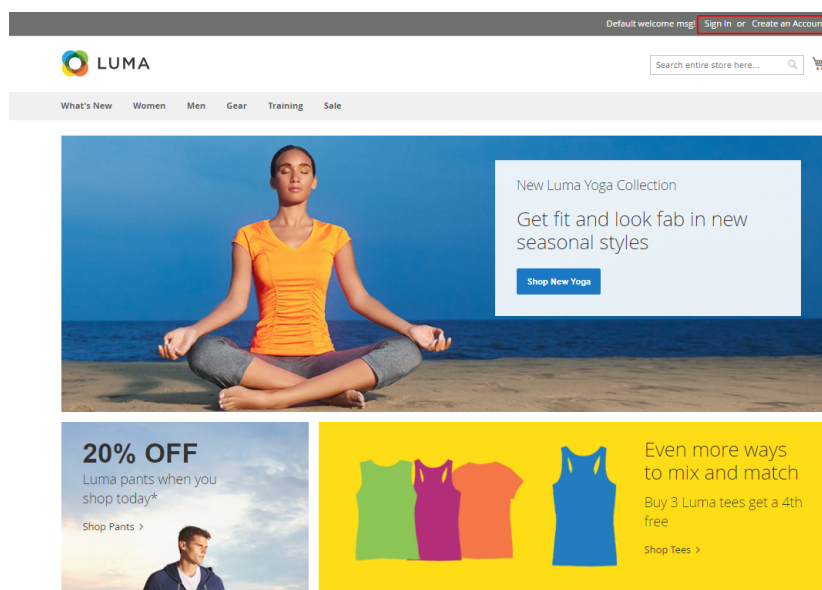 Default welcome msg! Sign In or Create an Accoun
LUMA
Search entire store here...
What's New Women Men Gear Training Sale
New Luma Yoga Collection
Get fit and look fab in new
seasonal styles
Shop New Yoga
20% OFF
Luma pants when you
shop today*
Shop Pants >
Even more ways
to mix and match
Buy 3 Luma tees get a 4th
free
Shop Tees >